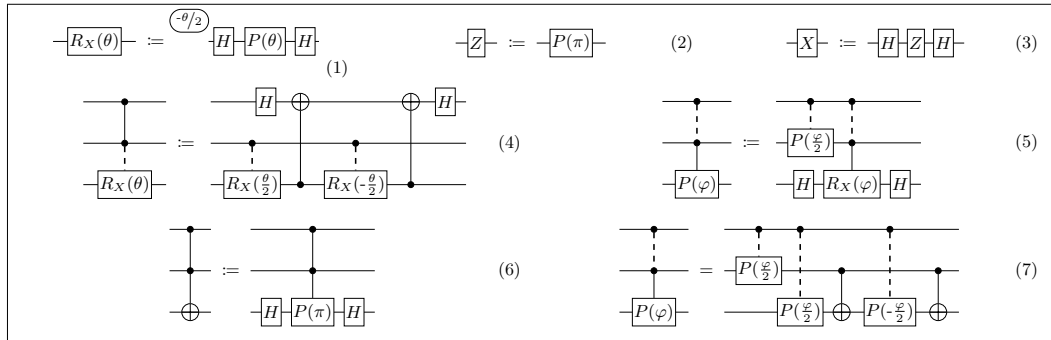 R_X(θ) := -θ/2 H P(θ) H (1)
Z := P(π) (2)
X := H Z H (3)
H H
R_X(θ) := R_X(θ/2) R_X(-θ/2) (4)
P(φ) := P(φ/2) H R_X(φ) H (5)
:= H P(π) H (6)
P(φ) = P(φ/2) P(φ/2) P(-φ/2) (7)